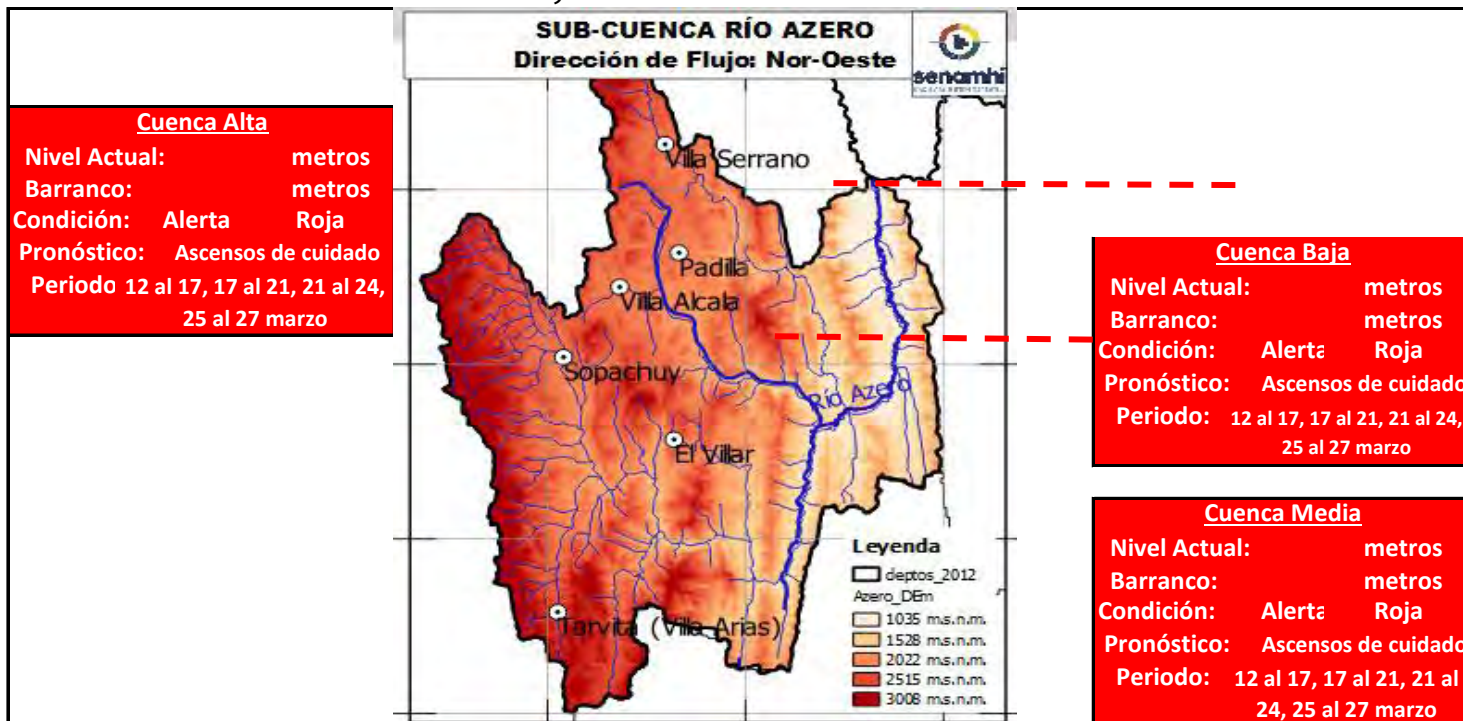 SUB-CUENCA RÍO AZERO
Dirección de Flujo: Nor-Oeste
senamhi
Cuenca Alta
Nivel Actual: metros
Barranco: metros
Condición: Alerta Roja
Pronóstico: Ascensos de cuidado
Periodo 12 al 17, 17 al 21, 21 al 24,
25 al 27 marzo
Villa Serrano
Padilla
Villa Alcala
Sopachuy
Río Azero
El Villar
Tarvita (Villa Arias)
Leyenda
deptos_2012
Azero_DEm
1035 m.s.n.m.
1528 m.s.n.m.
2022 m.s.n.m.
2515 m.s.n.m.
3008 m.s.n.m.
Cuenca Baja
Nivel Actual: metros
Barranco: metros
Condición: Alerta Roja
Pronóstico: Ascensos de cuidado
Periodo: 12 al 17, 17 al 21, 21 al 24,
25 al 27 marzo
Cuenca Media
Nivel Actual: metros
Barranco: metros
Condición: Alerta Roja
Pronóstico: Ascensos de cuidado
Periodo: 12 al 17, 17 al 21, 21 al
24, 25 al 27 marzo